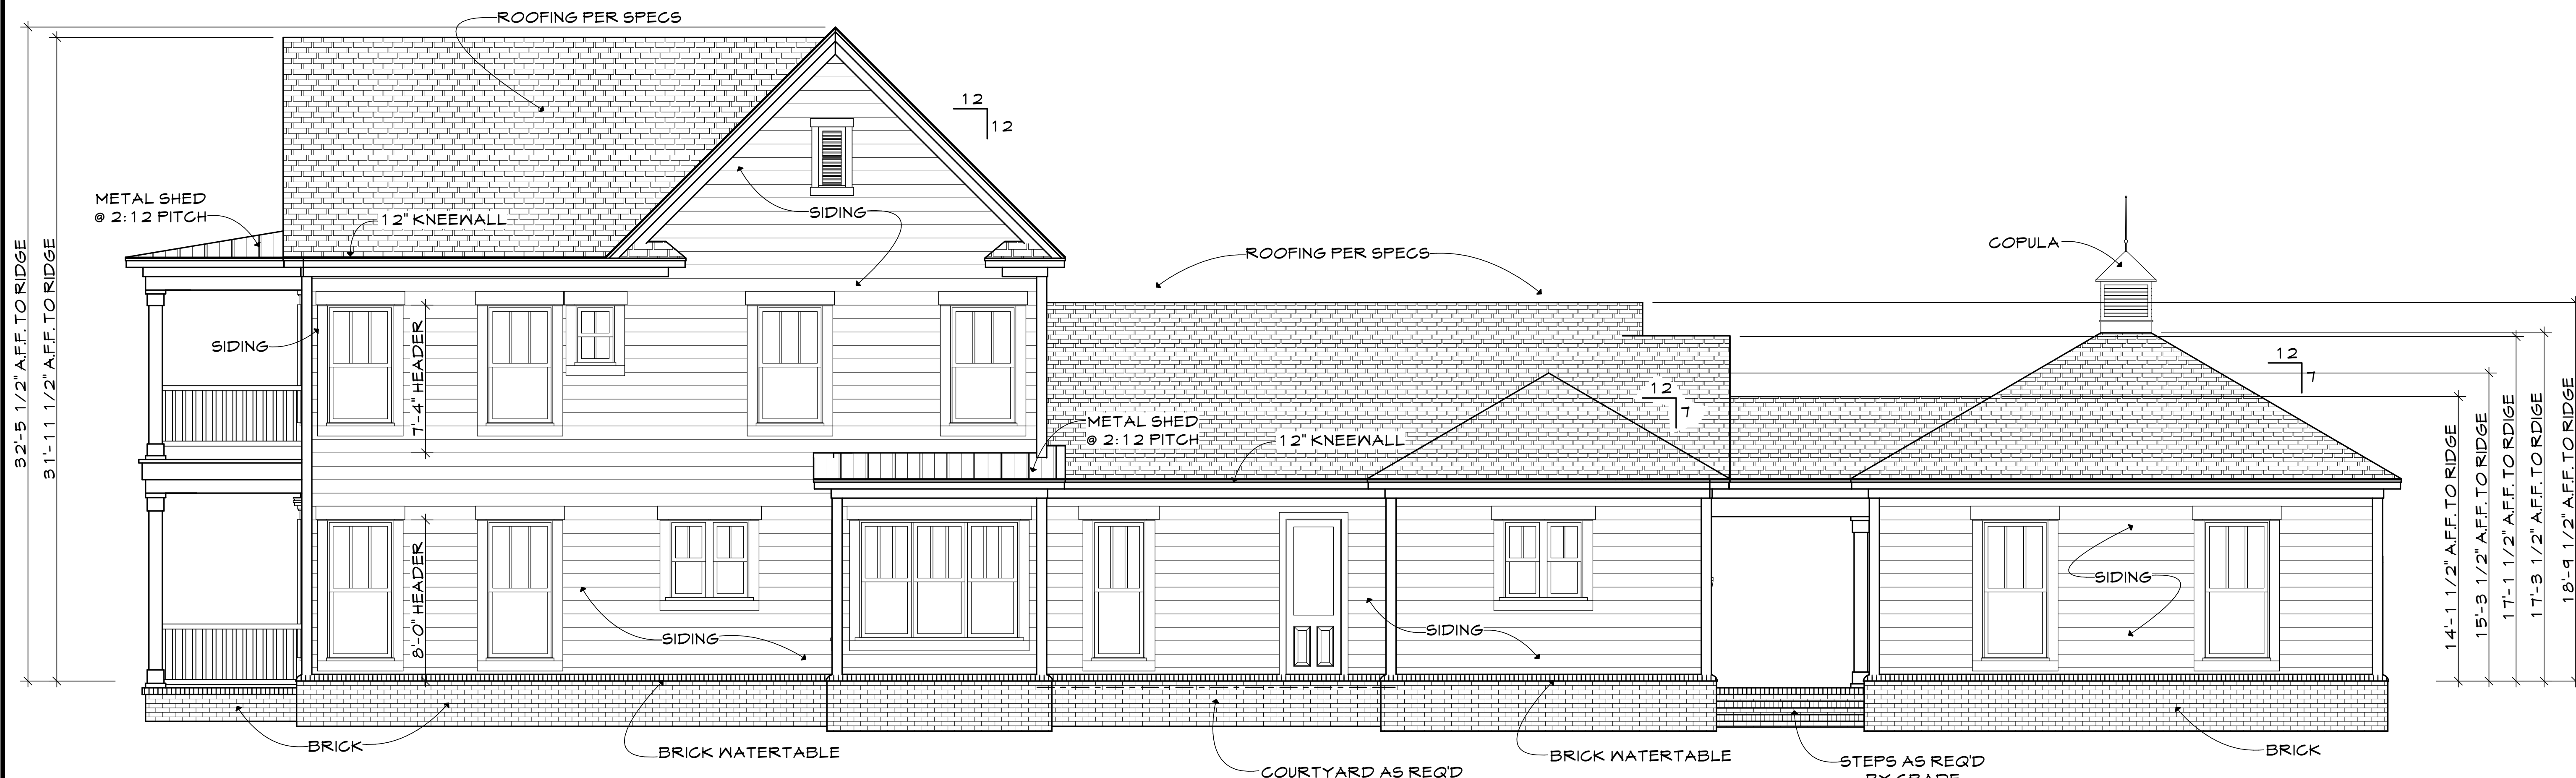 ROOFING PER SPECS
12
12
METAL SHED
@ 2:12 PITCH
12" KNEEWALL
SIDING
32'-5 1/2" A.F.F. TO RIDGE
31'-11 1/2" A.F.F. TO RIDGE
SIDING
7'-4" HEADER
8'-0" HEADER
SIDING
BRICK
BRICK WATERTABLE
ROOFING PER SPECS
METAL SHED
@ 2:12 PITCH
12" KNEEWALL
12
7
SIDING
COURTYARD AS REQ'D
BRICK WATERTABLE
STEPS AS REQ'D
BY GRADE
COPULA
12
7
SIDING
BRICK
14'-1 1/2" A.F.F. TO RIDGE
15'-3 1/2" A.F.F. TO RIDGE
17'-1 1/2" A.F.F. TO RDIGE
17'-3 1/2" A.F.F. TO RDIGE
18'-9 1/2" A.F.F. TO RIDGE